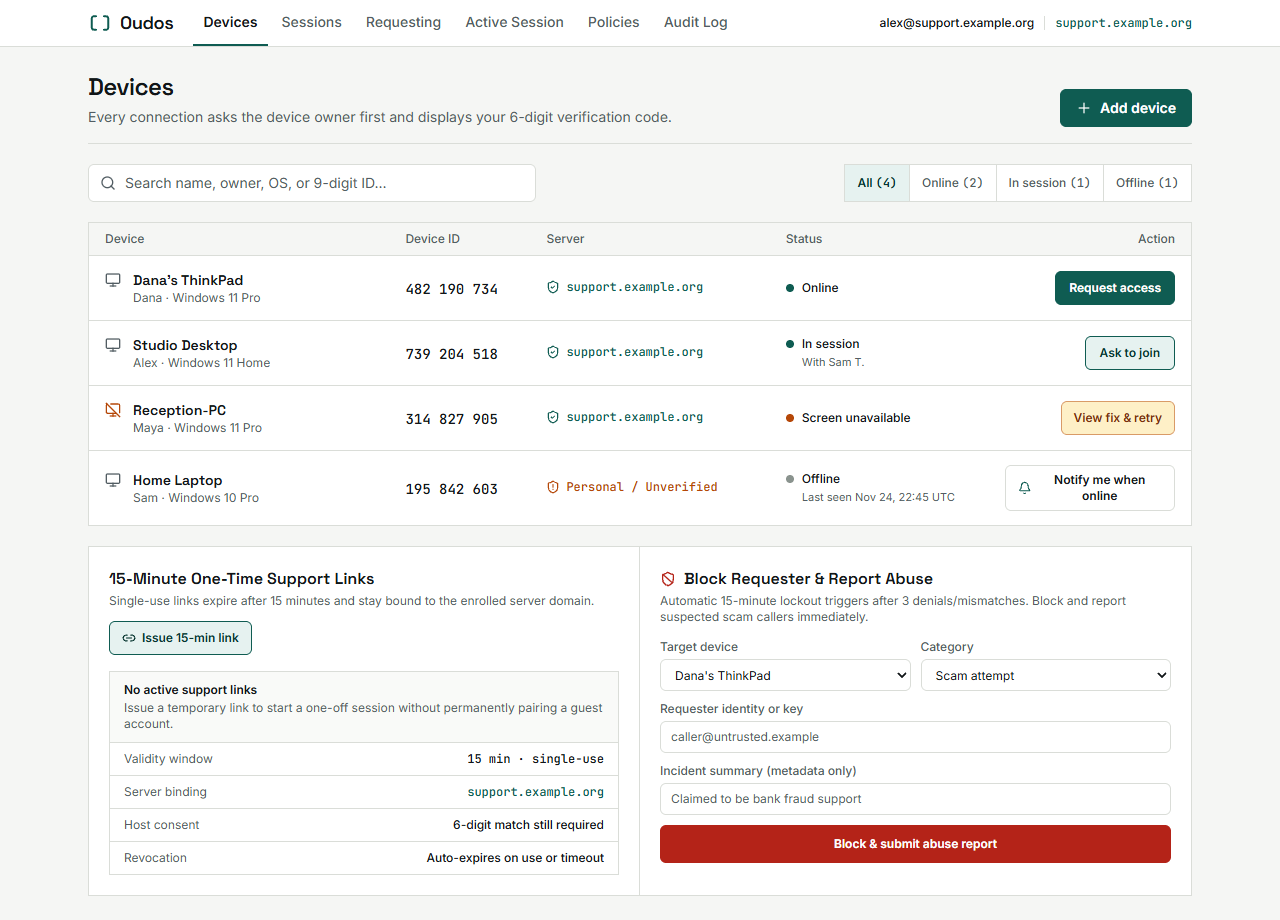 Oudos
Devices
Sessions
Requesting
Active Session
Policies
Audit Log
alex@support.example.org
support.example.org
Devices
Every connection asks the device owner first and displays your 6-digit verification code.
Add device
Search name, owner, OS, or 9-digit ID...
All (4)
Online (2)
In session (1)
Offline (1)
Device
Device ID
Server
Status
Action
Dana's ThinkPad
Dana · Windows 11 Pro
482 190 734
support.example.org
Online
Request access
Studio Desktop
Alex · Windows 11 Home
739 204 518
support.example.org
In session
With Sam T.
Ask to join
Reception-PC
Maya · Windows 11 Pro
314 827 905
support.example.org
Screen unavailable
View fix & retry
Home Laptop
Sam · Windows 10 Pro
195 842 603
Personal / Unverified
Offline
Last seen Nov 24, 22:45 UTC
Notify me when
online
15-Minute One-Time Support Links
Single-use links expire after 15 minutes and stay bound to the enrolled server domain.
Issue 15-min link
No active support links
Issue a temporary link to start a one-off session without permanently pairing a guest
account.
Validity window
15 min · single-use
Server binding
support.example.org
Host consent
6-digit match still required
Revocation
Auto-expires on use or timeout
Block Requester & Report Abuse
Automatic 15-minute lockout triggers after 3 denials/mismatches. Block and report
suspected scam callers immediately.
Target device
Category
Dana's ThinkPad
Scam attempt
Requester identity or key
caller@untrusted.example
Incident summary (metadata only)
Claimed to be bank fraud support
Block & submit abuse report